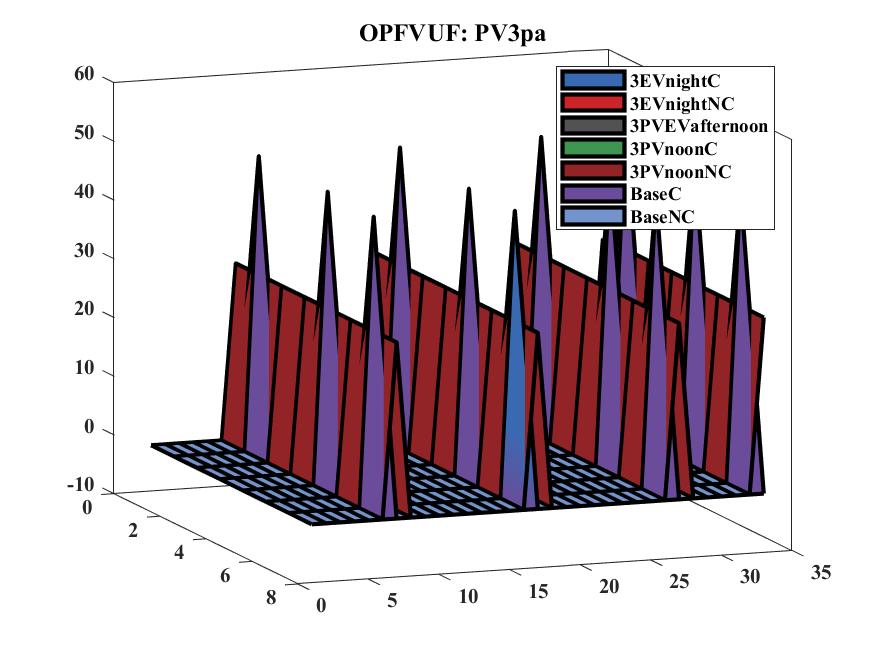 OPFVUF: PV3pa
3EVnightC
3EVnightNC
3PVEVafternoon
3PVnoonC
3PVnoonNC
BaseC
BaseNC
60
50
40
30
20
10
0
-10
0
2
4
6
8
0
5
10
15
20
25
30
35